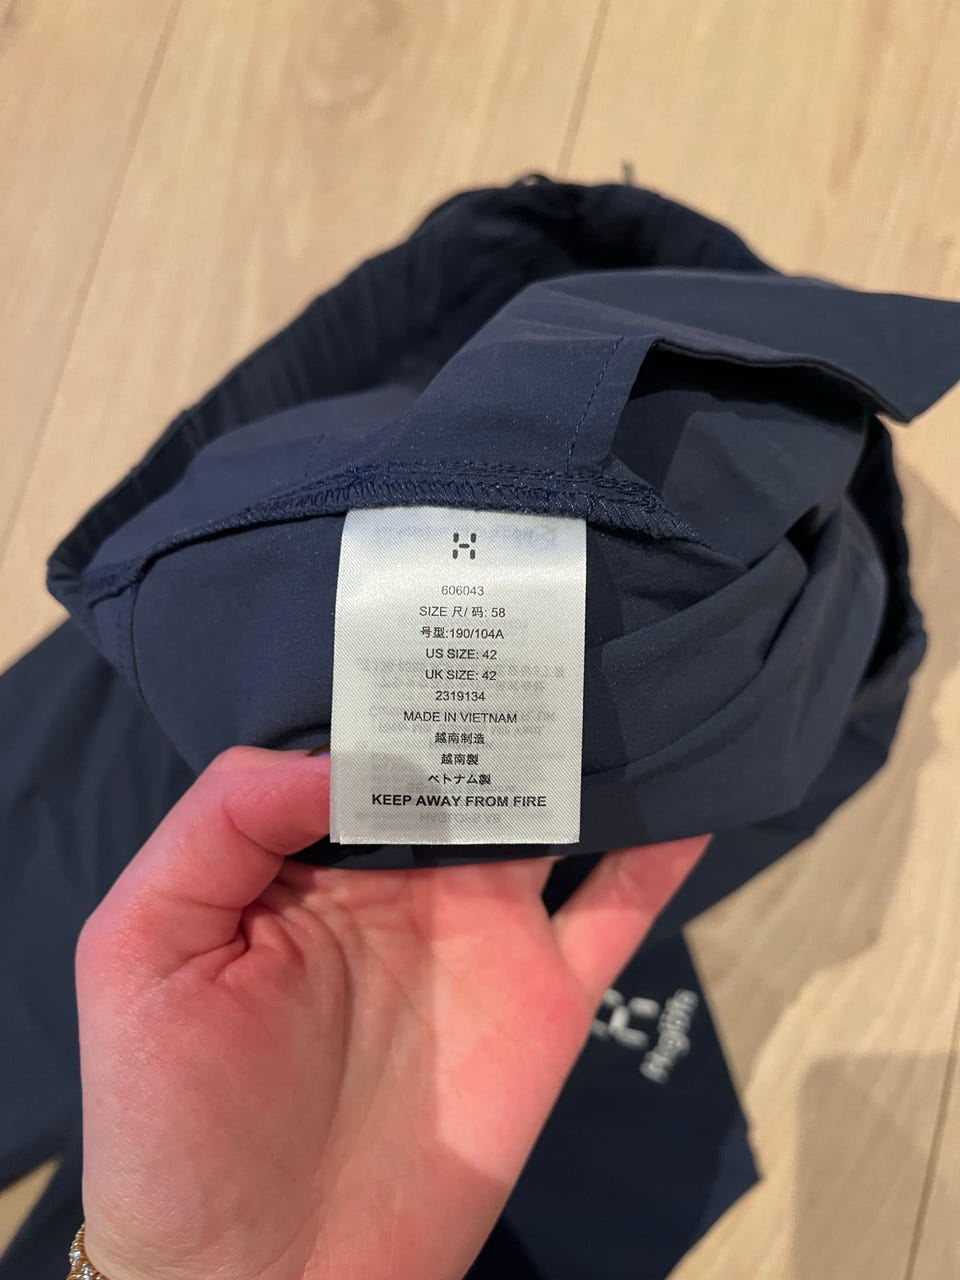 606043
SIZE 尺/ 码: 58
号型:190/104A
US SIZE: 42
UK SIZE: 42
2319134
MADE IN VIETNAM
越南制造
越南製
ベトナム製
KEEP AWAY FROM FIRE
Haglöfs